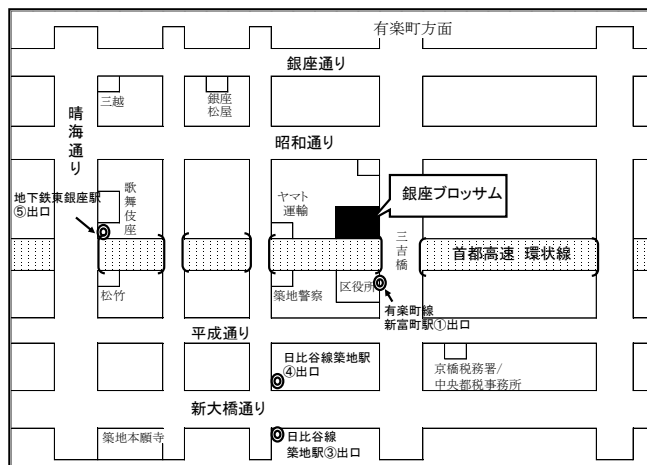 有楽町方面
銀座通り
三越
銀座
松屋
晴海通り
昭和通り
歌舞伎座
地下鉄東銀座駅
⑤出口
ヤマト
運輸
銀座ブロッサム
三吉橋
首都高速 環状線
松竹
築地警察
区役所
有楽町線
新富町駅①出口
平成通り
日比谷線築地駅
④出口
京橋税務署/
中央都税事務所
新大橋通り
築地本願寺
日比谷線
築地駅③出口